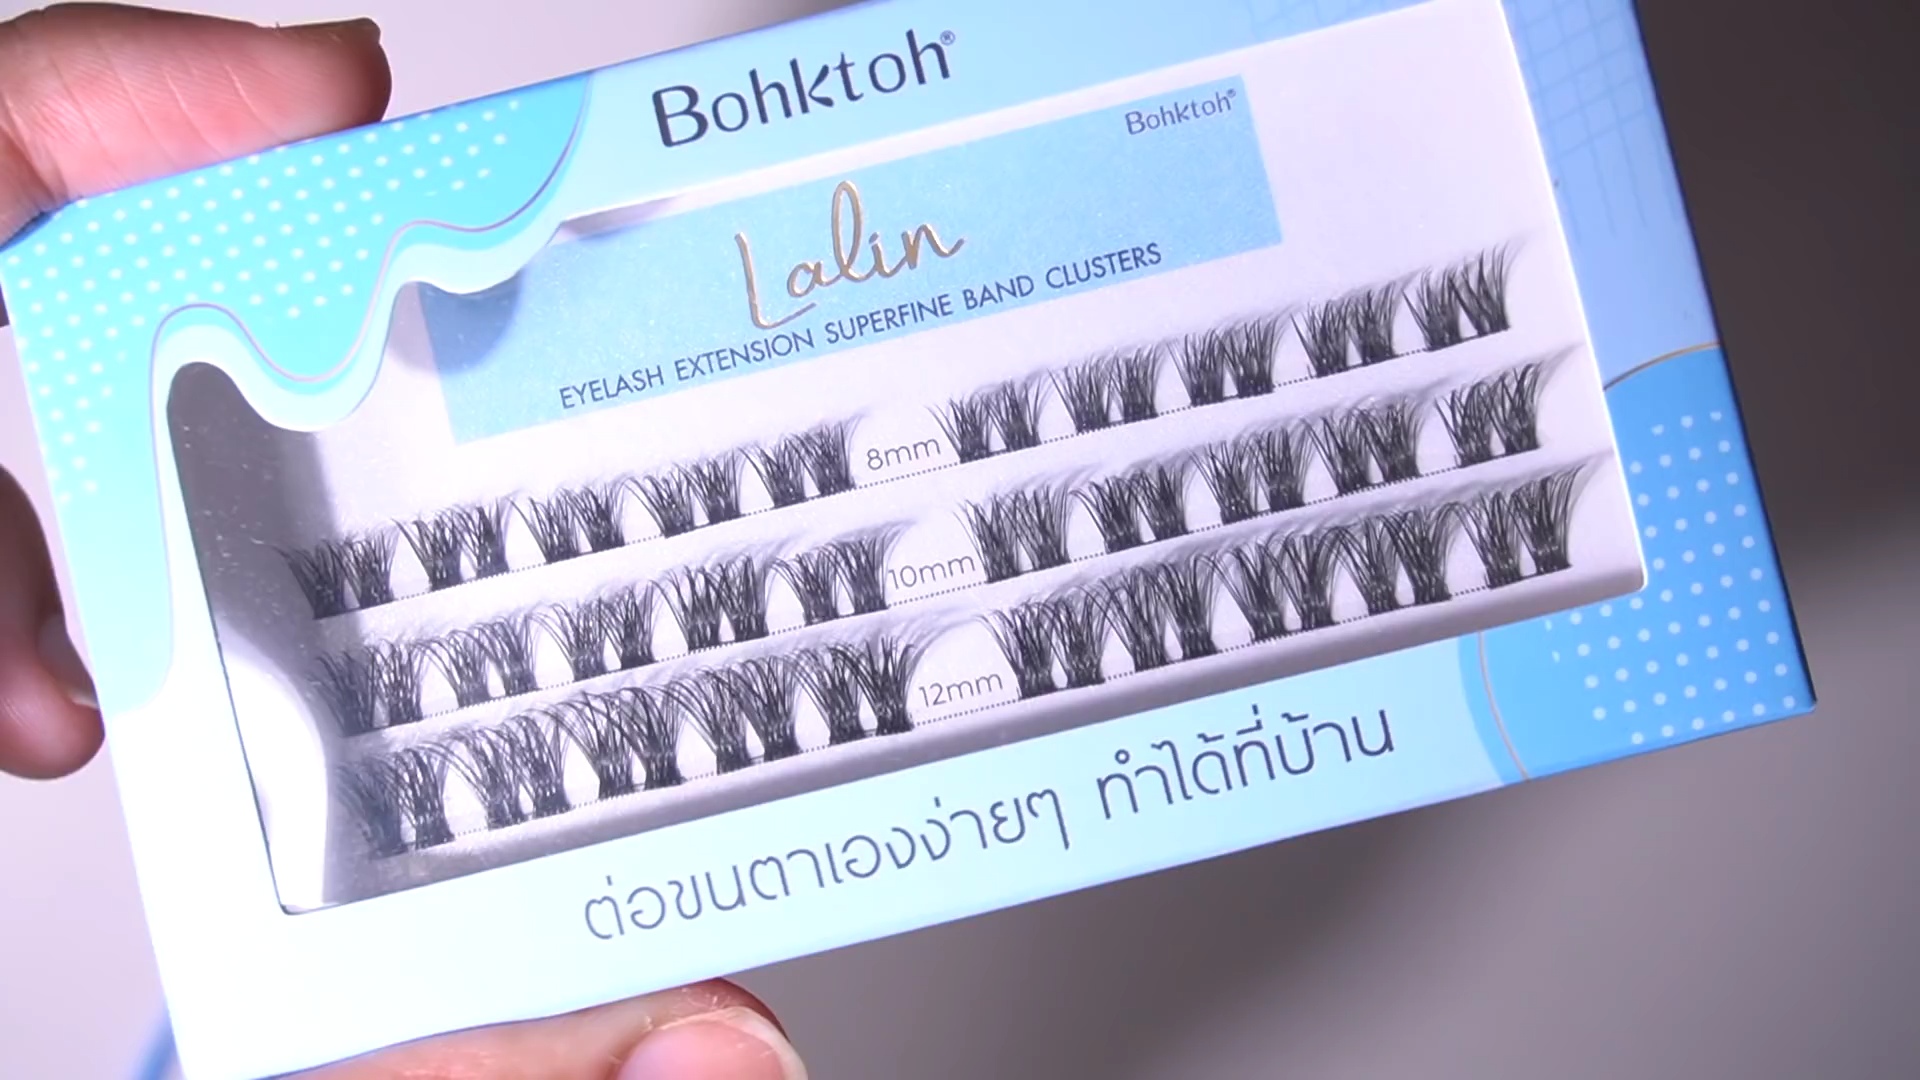 Bohktoh®
Bohktoh®
Lalin
EYELASH EXTENSION SUPERFINE BAND CLUSTERS
8mm
10mm
12mm
ต่อขนตาเองง่ายๆ ทำได้ที่บ้าน